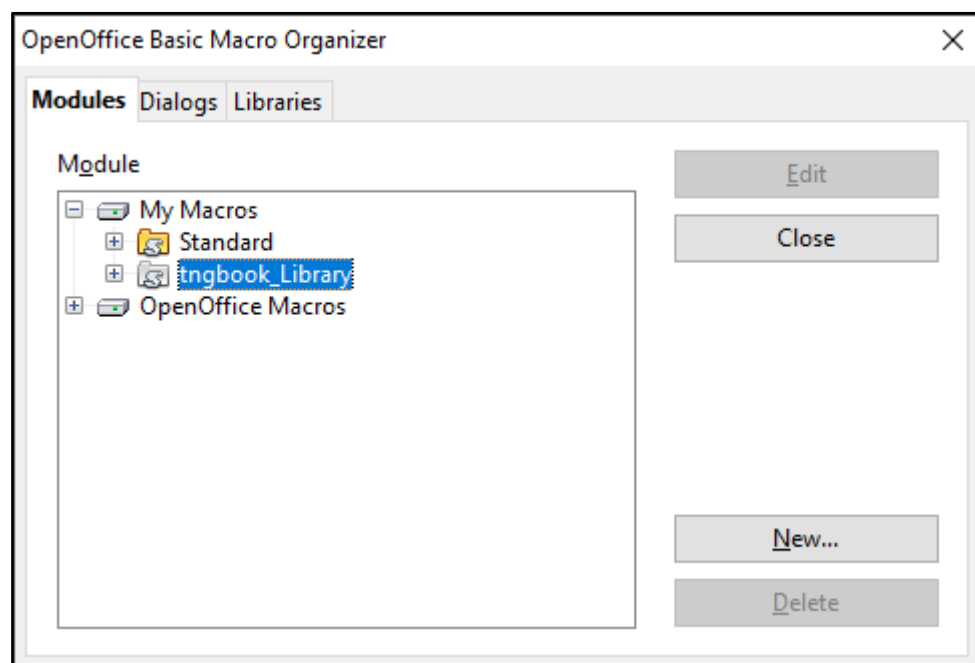 OpenOffice Basic Macro Organizer
Modules Dialogs Libraries
Module
Edit
My Macros
Standard
Close
tngbook_Library
OpenOffice Macros
New...
Delete